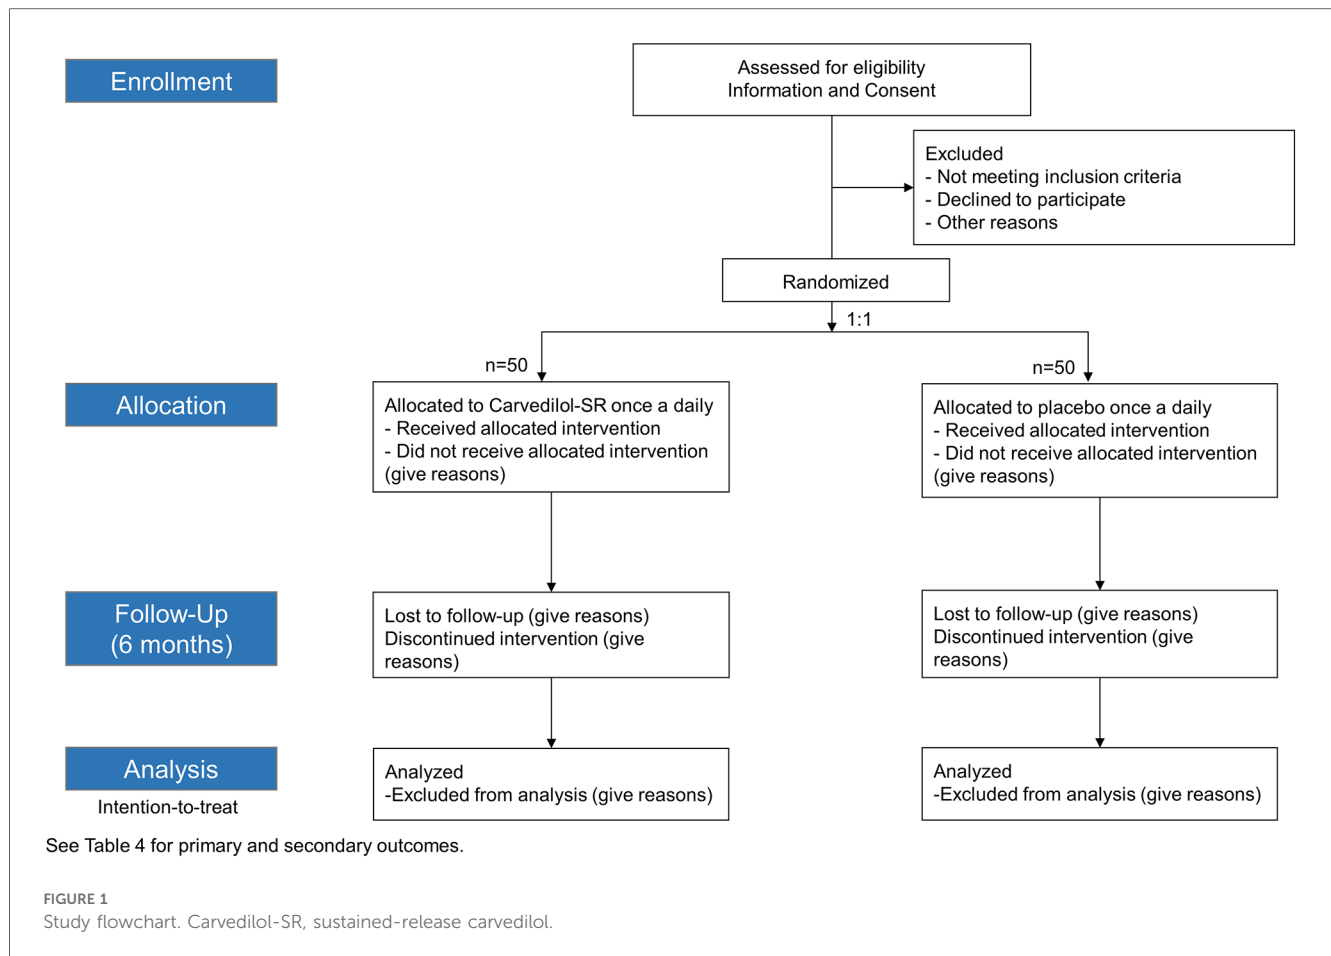 Enrollment
Assessed for eligibility
Information and Consent
Excluded
- Not meeting inclusion criteria
- Declined to participate
- Other reasons
Randomized
1:1
n=50
n=50
Allocation
Allocated to Carvedilol-SR once a daily
- Received allocated intervention
- Did not receive allocated intervention
(give reasons)
Allocated to placebo once a daily
- Received allocated intervention
- Did not receive allocated intervention
(give reasons)
Follow-Up
(6 months)
Lost to follow-up (give reasons)
Discontinued intervention (give
reasons)
Lost to follow-up (give reasons)
Discontinued intervention (give
reasons)
Analysis
Intention-to-treat
Analyzed
-Excluded from analysis (give reasons)
Analyzed
-Excluded from analysis (give reasons)
See Table 4 for primary and secondary outcomes.
FIGURE 1
Study flowchart. Carvedilol-SR, sustained-release carvedilol.